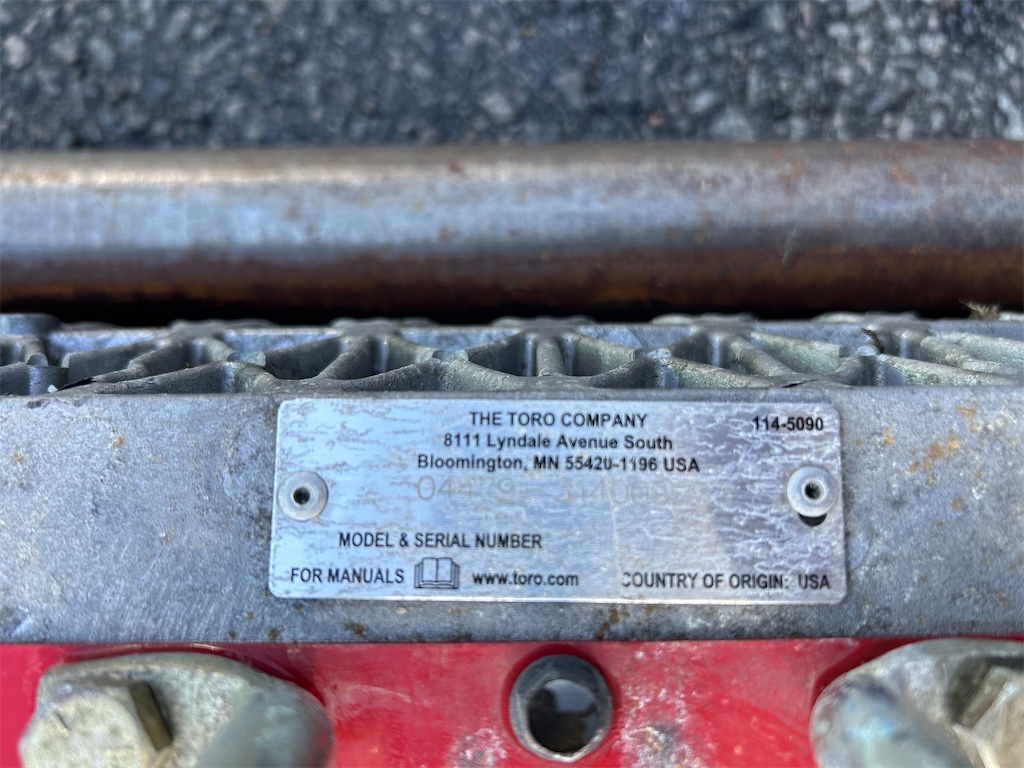 THE TORO COMPANY 114-5090
8111 Lyndale Avenue South
Bloomington, MN 55420-1196 USA
04479
MODEL & SERIAL NUMBER
FOR MANUALS www.toro.com COUNTRY OF ORIGIN: USA